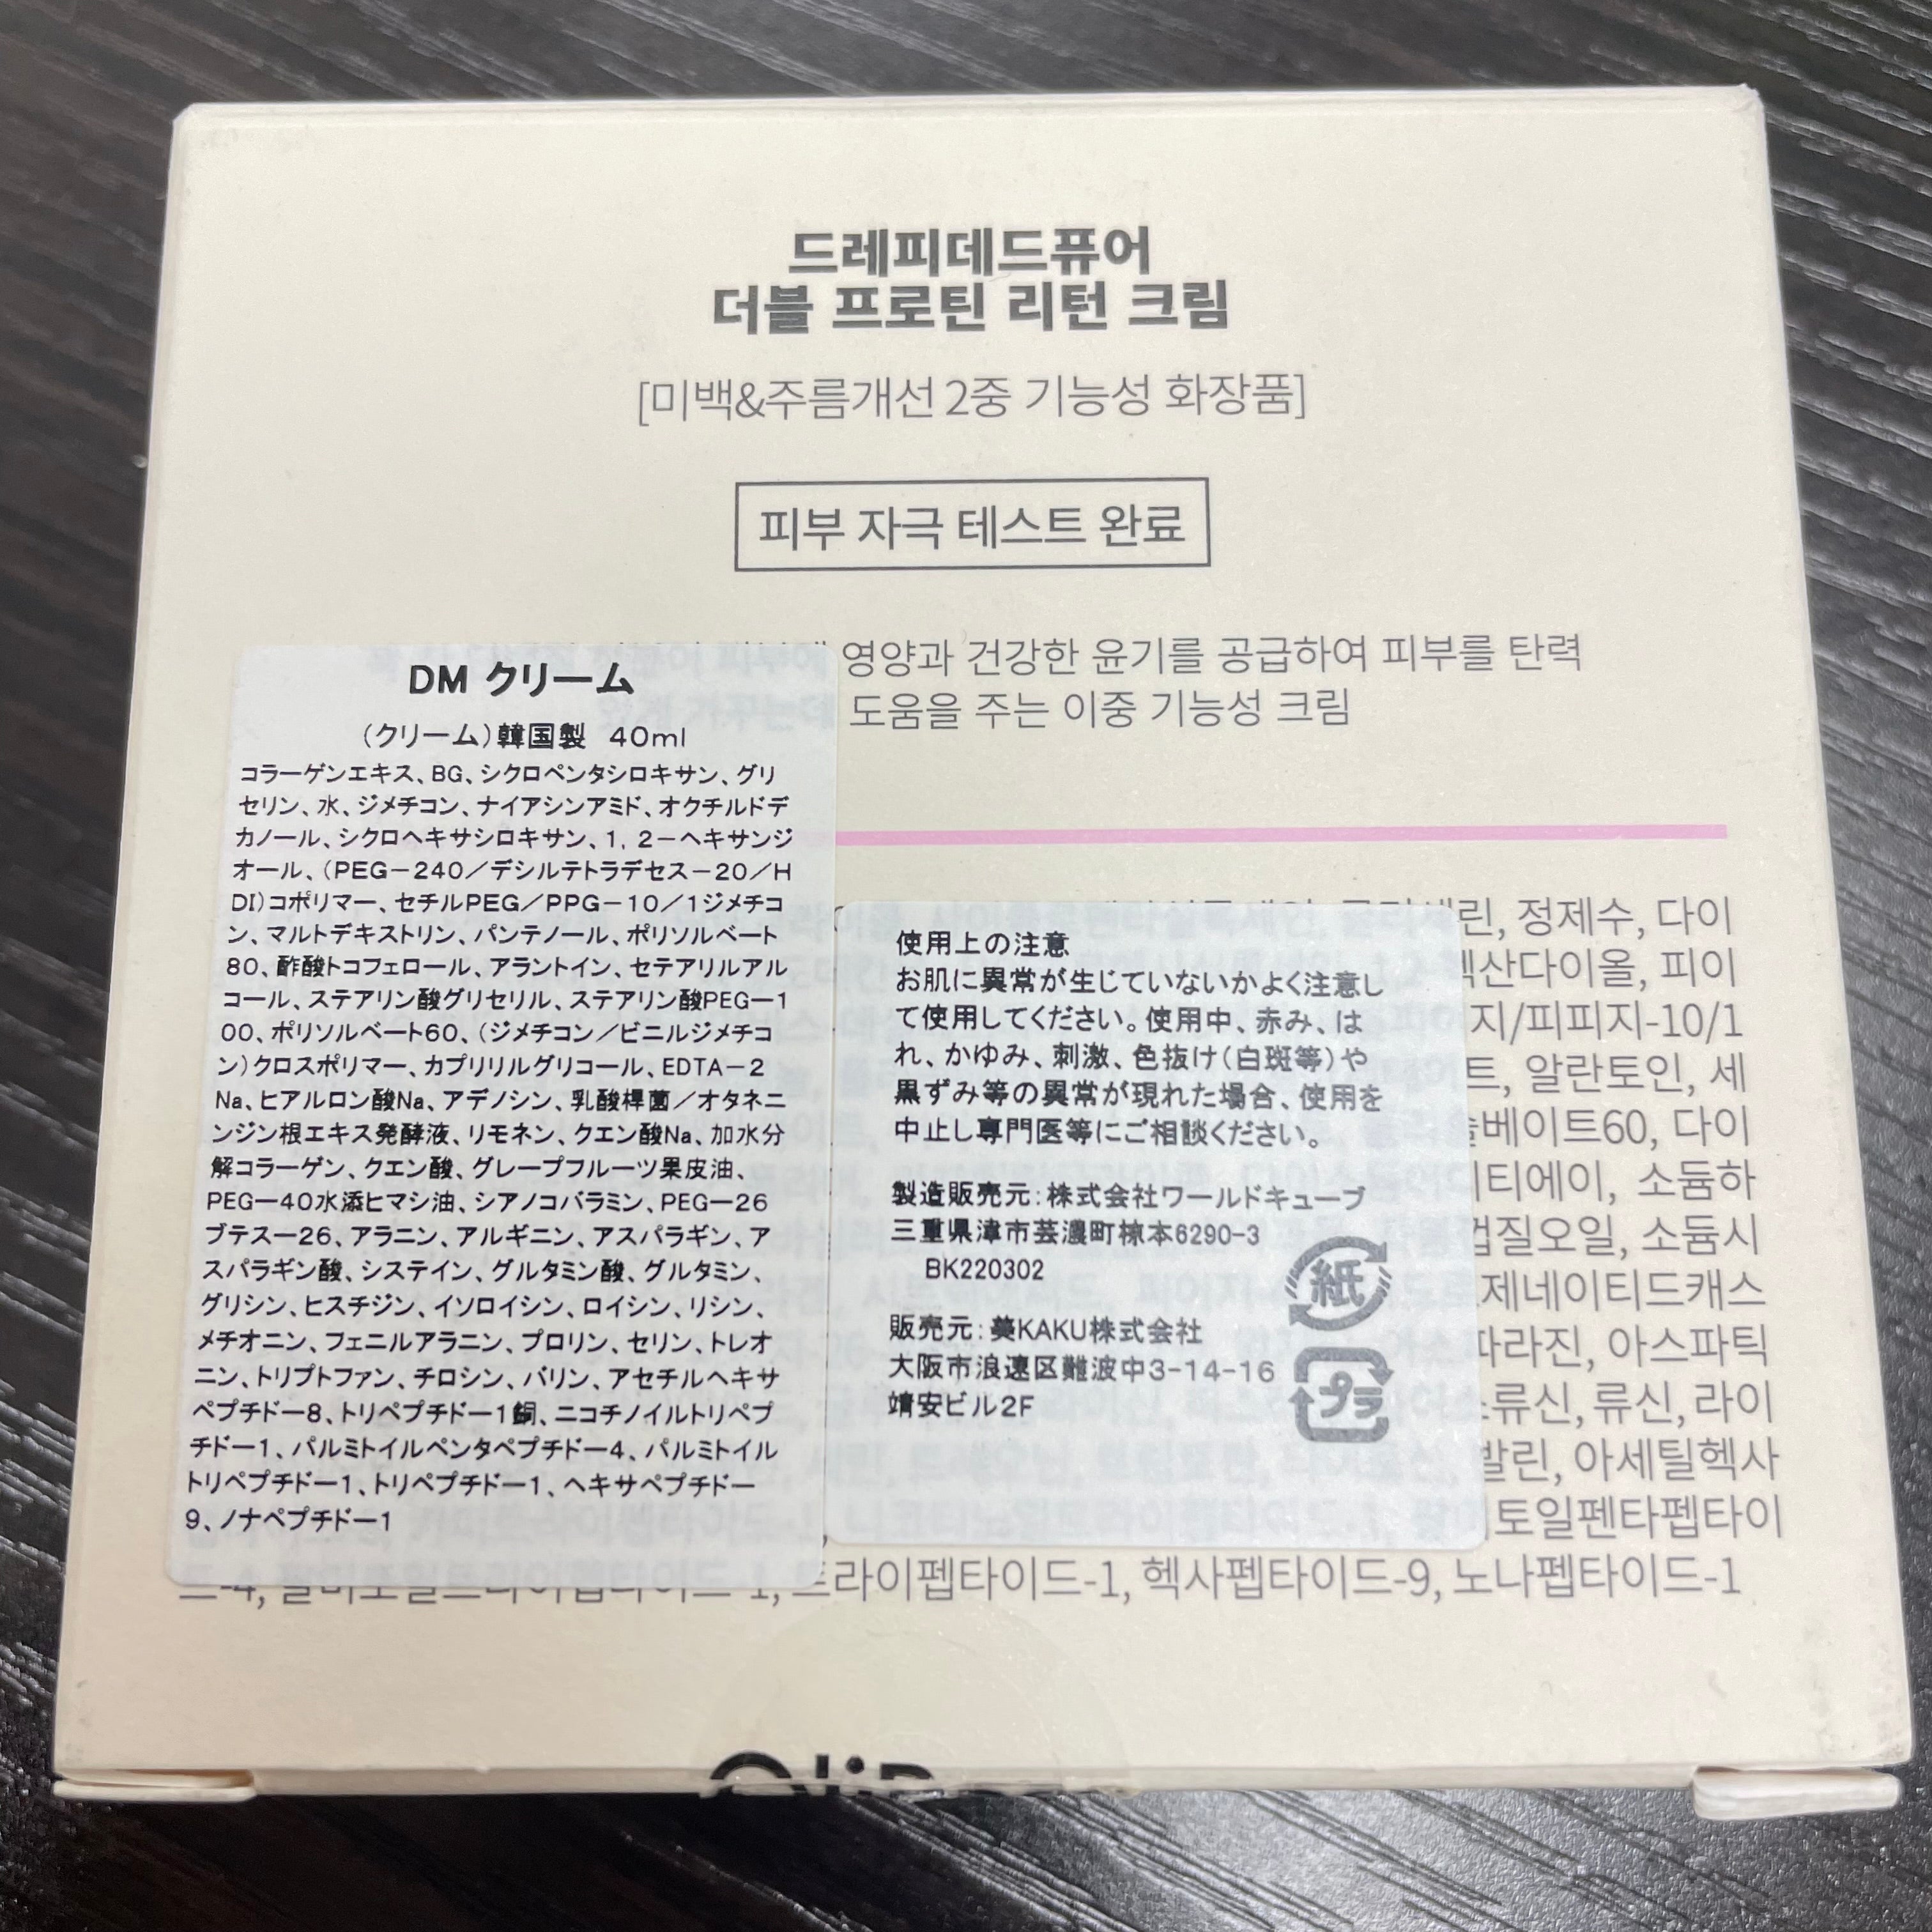 드레피데드퓨어
더블 프로틴 리턴 크림
[미백&주름개선 2중 기능성 화장품]
피부 자극 테스트 완료
영양과 건강한 윤기를 공급하여 피부를 탄력
도움을 주는 이중 기능성 크림
DM クリーム
(クリーム)韓国製 40ml
コラーゲンエキス、BG、シクロペンタシロキサン、グリ
セリン、水、ジメチコン、ナイアシンアミド、オクチルドデ
カノール、シクロヘキサシロキサン、1, 2－ヘキサンジ
オール、(PEG－240／デシルテトラデセス－20／H
DI)コポリマー、セチルPEG／PPG－10／1ジメチコ
ン、マルトデキストリン、パンテノール、ポリソルベート
80、酢酸トコフェロール、アラントイン、セテアリルアル
コール、ステアリン酸グリセリル、ステアリン酸PEGー1
00、ポリソルベート60、(ジメチコン／ビニルジメチコ
ン)クロスポリマー、カプリリルグリコール、EDTA－2
Na、ヒアルロン酸Na、アデノシン、乳酸桿菌／オタネニ
ンジン根エキス発酵液、リモネン、クエン酸Na、加水分
解コラーゲン、クエン酸、グレープフルーツ果皮油、
PEGー40水添ヒマシ油、シアノコバラミン、PEGー26
ブテスー26、アラニン、アルギニン、アスパラギン、ア
スパラギン酸、システイン、グルタミン酸、グルタミン、
グリシン、ヒスチジン、イソロイシン、ロイシン、リシン、
メチオニン、フェニルアラニン、プロリン、セリン、トレオ
ニン、トリプトファン、チロシン、バリン、アセチルヘキサ
ペプチドー8、トリペプチドー1銅、ニコチノイルトリペプ
チドー1、パルミトイルペンタペプチドー4、パルミトイル
トリペプチドー1、トリペプチドー1、ヘキサペプチドー
9、ノナペプチドー1
使用上の注意
お肌に異常が生じていないかよく注意し
て使用してください。使用中、赤み、は
れ、かゆみ、刺激、色抜け(白斑等)や
黒ずみ等の異常が現れた場合、使用を
中止し専門医等にご相談ください。
製造販売元:株式会社ワールドキューブ
三重県津市芸濃町椋本6290-3
BK220302
販売元:美KAKU株式会社
大阪市浪速区難波中3-14-16
靖安ビル2F
紙
プラ
정제수, 다이
산다이올, 피이
지/피피지-10/1
트, 알란토인, 세
베이트60, 다이
티에이, 소듐하
껍질오일, 소듐시
제네이티드캐스
파라진, 아스파틱
류신, 류신, 라이
발린, 아세틸헥사
토일펜타펩타이
드-4, 팔미토일트라이펩타이드-1, 트라이펩타이드-1, 헥사펩타이드-9, 노나펩타이드-1